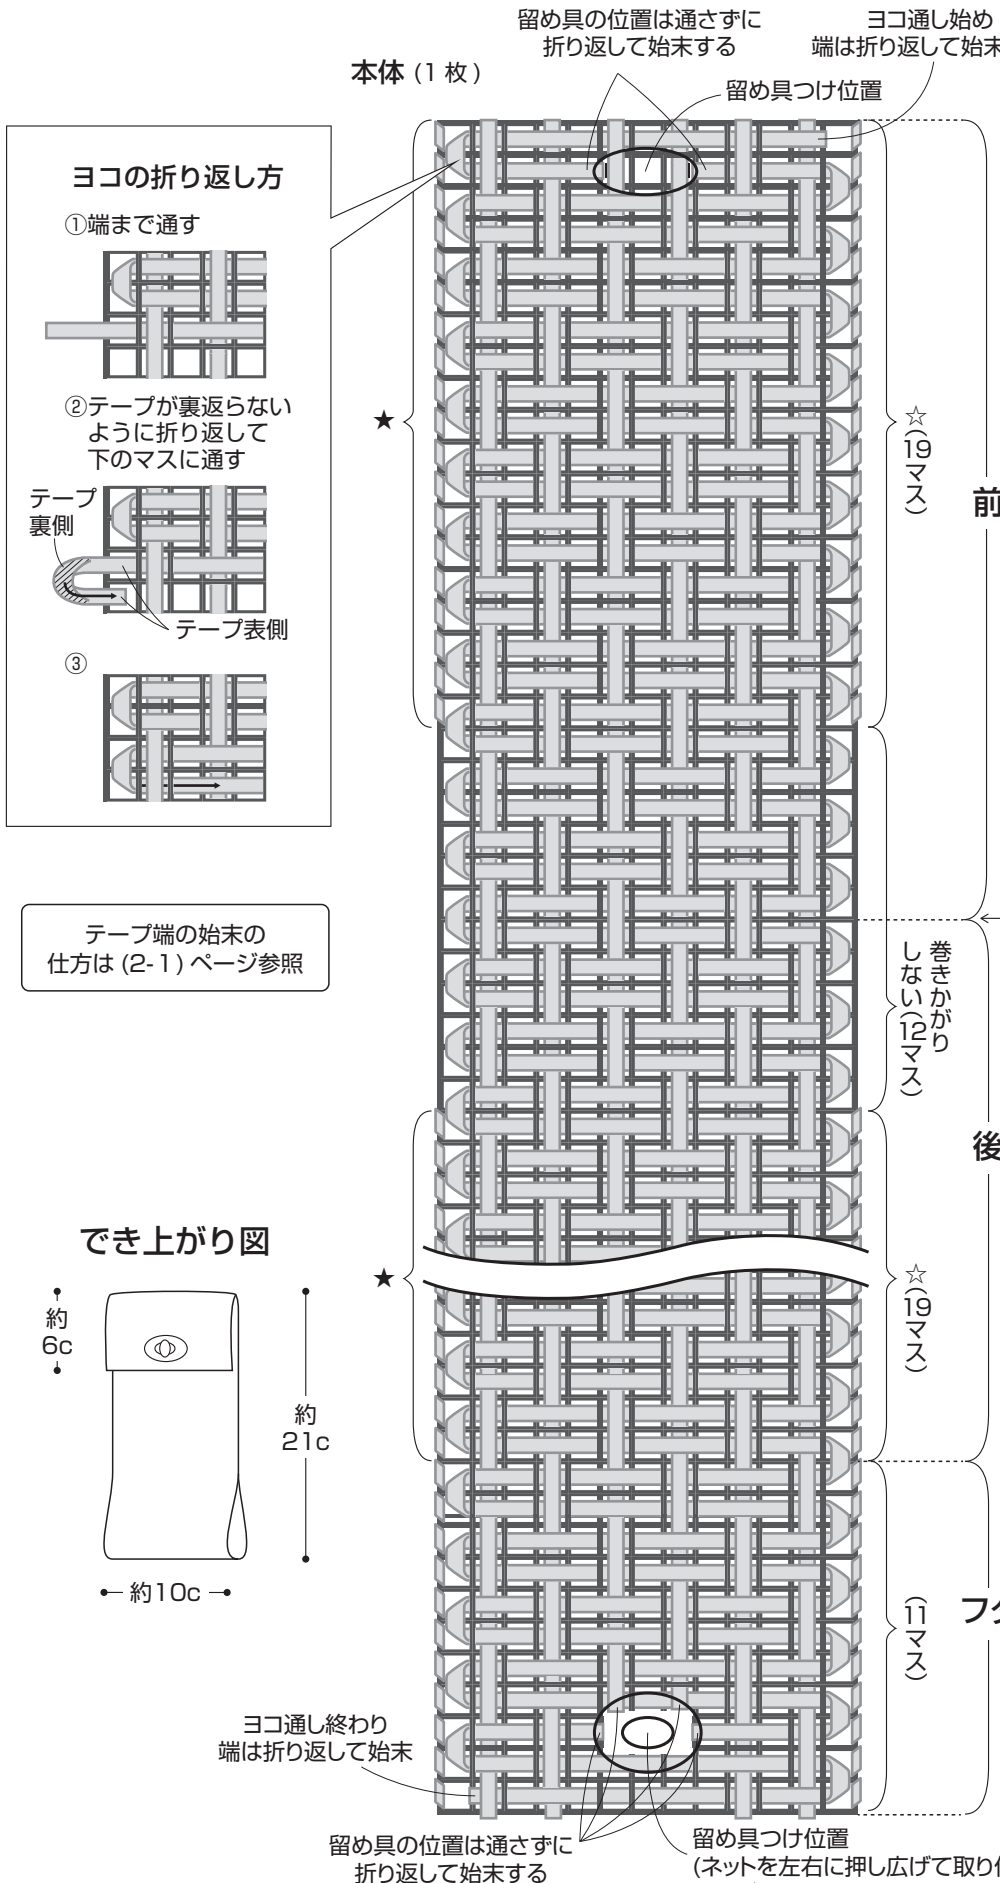 留め具の位置は通さずに
折り返して始末する
ヨコ通し始め
端は折り返して始末
本体 (1 枚)
留め具つけ位置
ヨコの折り返し方
①端まで通す
②テープが裏返らない
ように折り返して
下のマスに通す
テープ
裏側
テープ表側
③
★
☆(19マス)
前
テープ端の始末の
仕方は (2-1) ページ参照
巻きかがり
しない(12マス)
後
でき上がり図
約
6c
約
21c
約10c
★
☆(19マス)
(11マス)
フタ
ヨコ通し終わり
端は折り返して始末
留め具の位置は通さずに
折り返して始末する
留め具つけ位置
(ネットを左右に押し広げて取り付